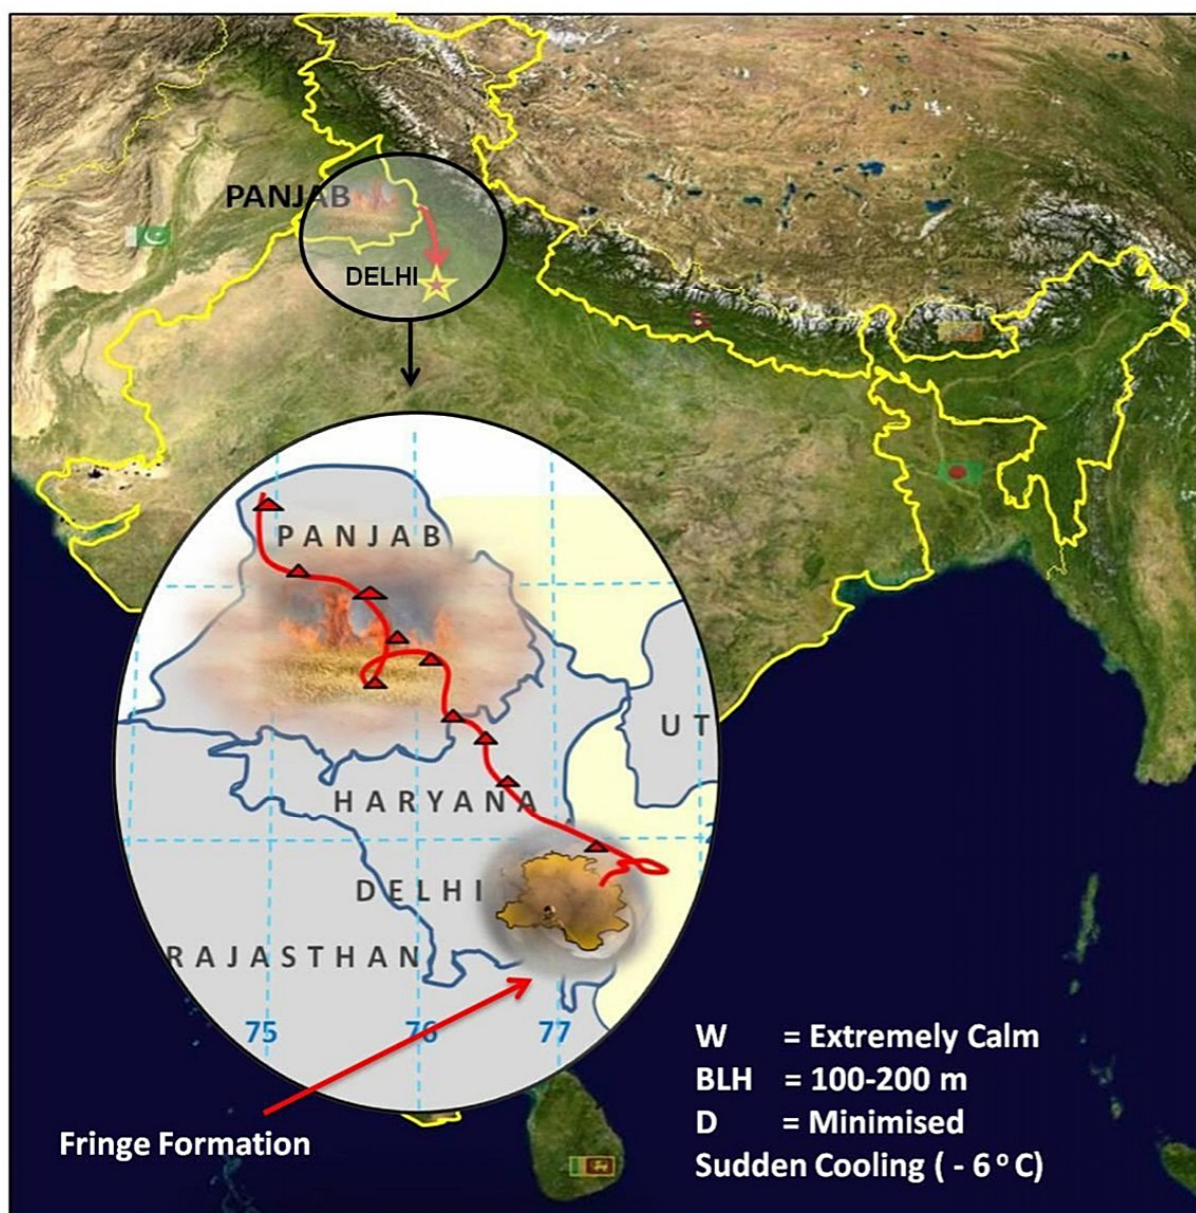 PANJAB
DELHI
PANJAB
UT
HARYANA
2
DELHI
RAJASTHAN
75 76 77
Fringe Formation
W = Extremely Calm
BLH = 100-200 m
D = Minimised
Sudden Cooling ( - 6 o C)